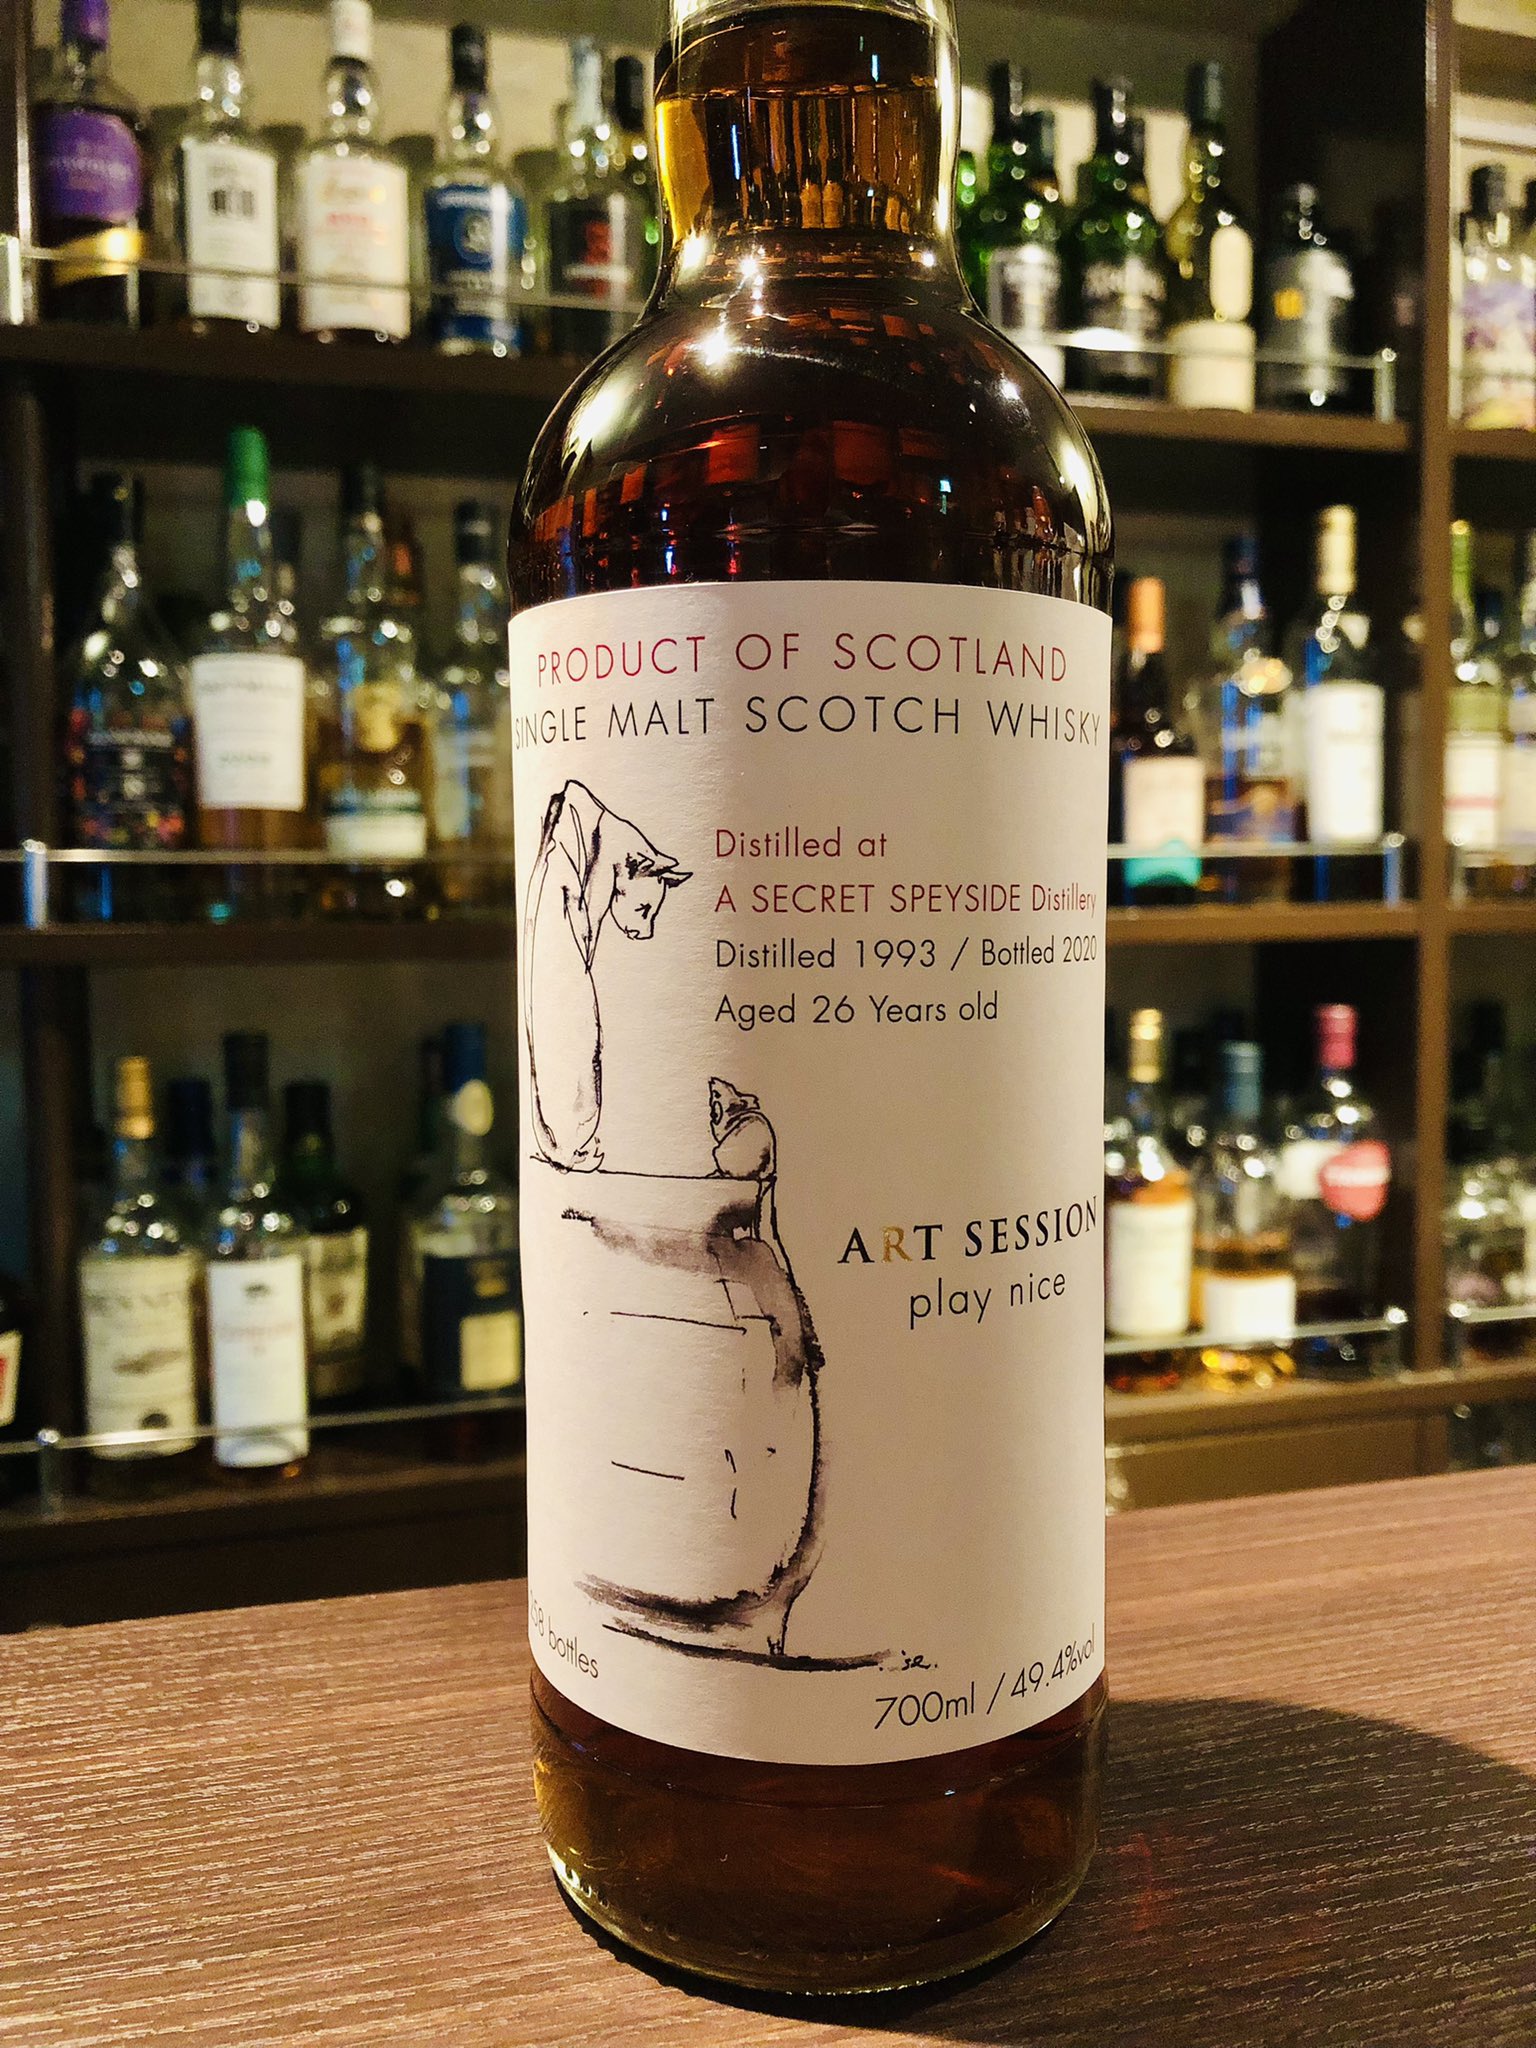 PRODUCT OF SCOTLAND
SINGLE MALT SCOTCH WHISKY
Distilled at
A SECRET SPEYSIDE Distillery
Distilled 1993 / Bottled 2020
Aged 26 Years old
ART SESSION
play nice
bottles
700ml / 49.4%vol